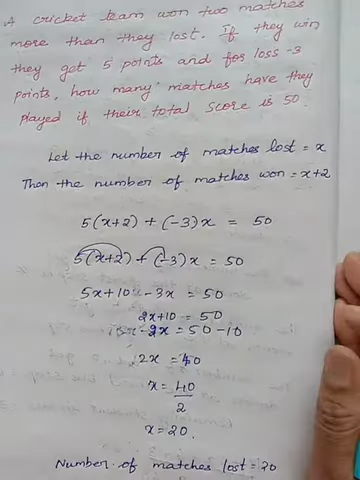 A cricket team won two matches
more than they lost. If they win
they get 5 points and for loss -3
points, how many matches have they
played if their total score is 50.
Let the number of matches lost = x
Then the number of matches won = x+2
5(x+2) + (-3)x = 50
5(x+2) + (-3)x = 50
5x+10 - 3x = 50
2x+10 = 50
2x = 50-10
2x = 40
x = 40/2
x = 20.
Number of matches lost = 20